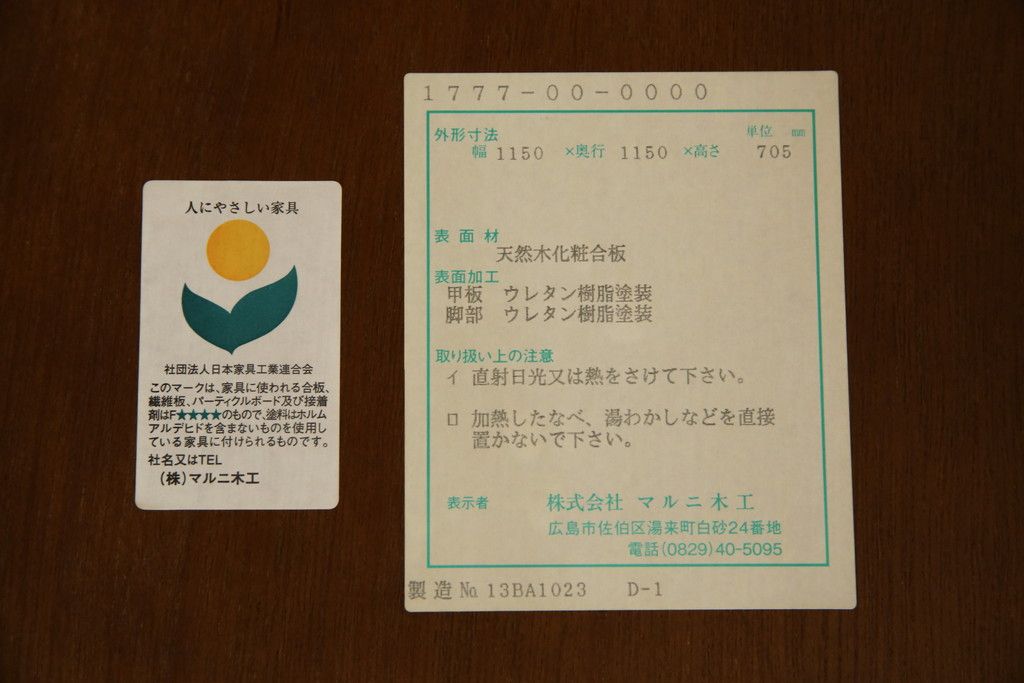 人にやさしい家具
社団法人日本家具工業連合会
このマークは、家具に使われる合板、
繊維板、パーティクルボード及び接着
剤はF★★★★のもので、塗料はホルム
アルデヒドを含まないものを使用し
ている家具に付けられるものです。
社名又はTEL
(株)マルニ木工
1777-00-0000
外形寸法 単位 mm
幅 1150 ×奥行 1150 ×高さ 705
表面材
天然木化粧合板
表面加工
甲板 ウレタン樹脂塗装
脚部 ウレタン樹脂塗装
取り扱い上の注意
イ 直射日光又は熱をさけて下さい。
ロ 加熱したなべ、湯わかしなどを直接
置かないで下さい。
表示者 株式会社 マルニ木工
広島市佐伯区湯来町白砂24番地
電話(0829)40-5095
製造№13BA1023 D-1